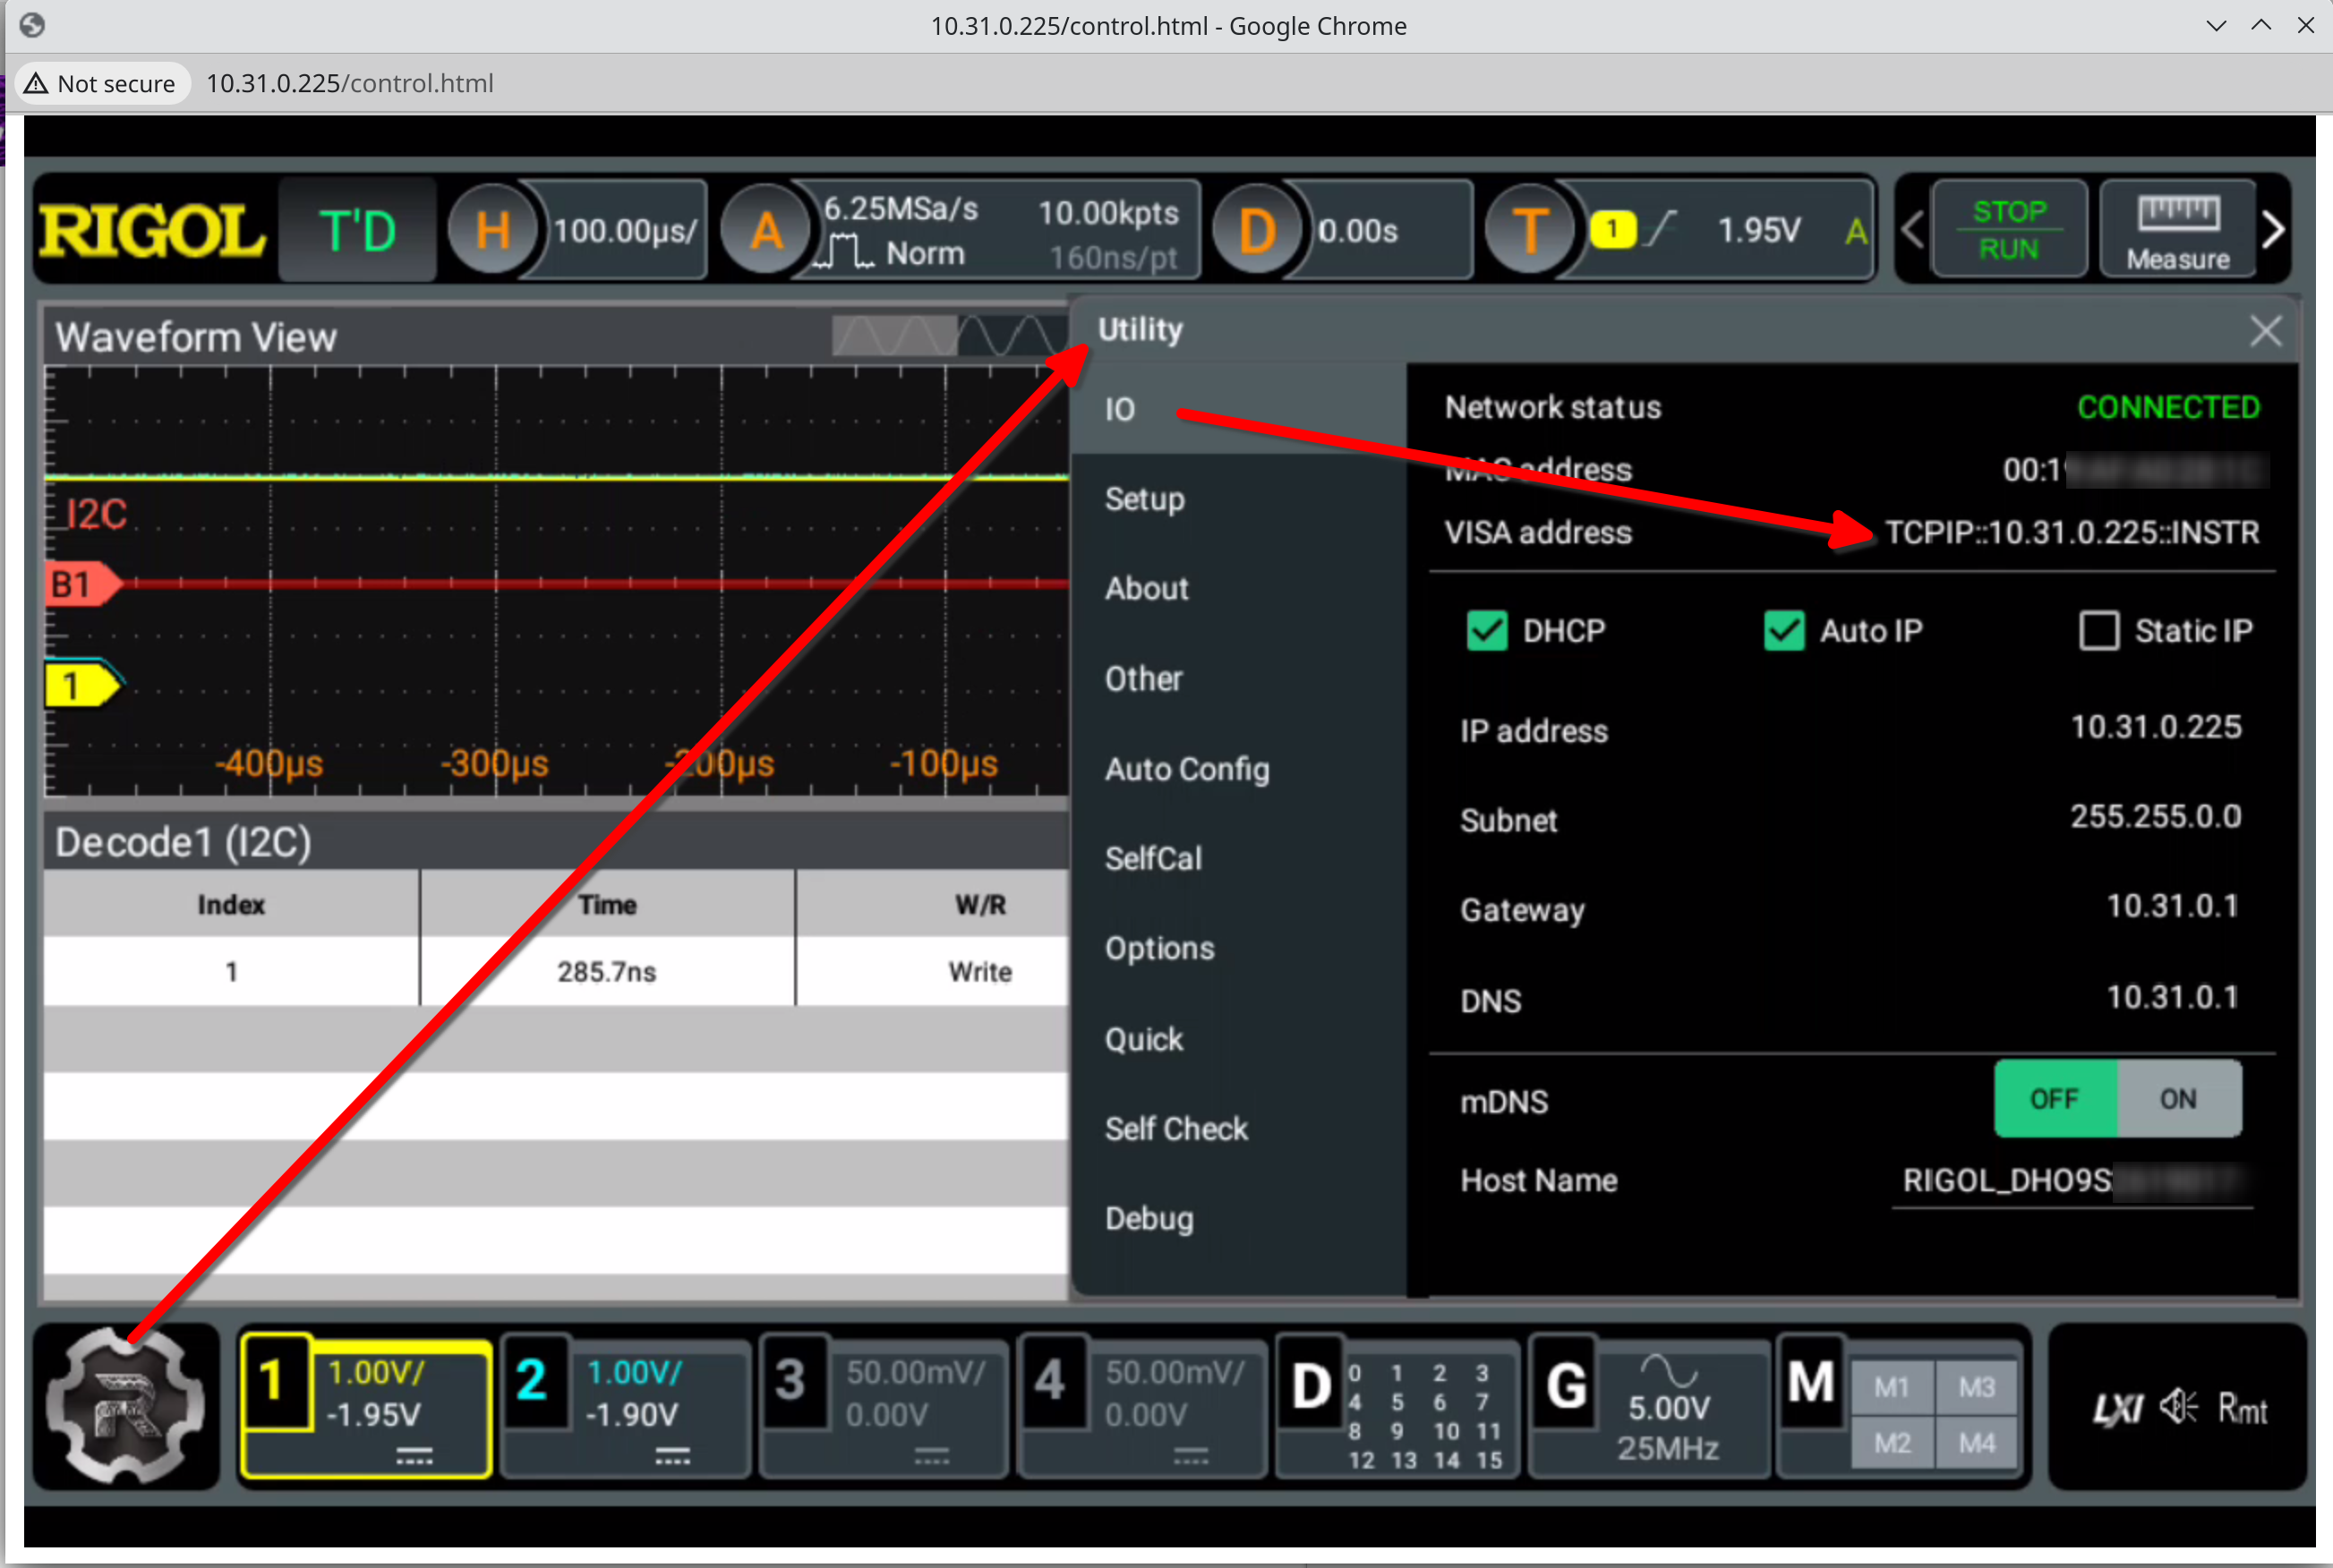 10.31.0.225/control.html - Google Chrome
Not secure 10.31.0.225/control.html
RIGOL T'D H 100.00µs/ A 6.25MSa/s 10.00kpts Norm 160ns/pt D 0.00s T 1 1.95V A STOP RUN Measure
Waveform View
I2C
B1
1
-400µs -300µs -200µs -100µs
Decode1 (I2C)
Index Time W/R
1 285.7ns Write
Utility
IO
Setup
About
Other
Auto Config
SelfCal
Options
Quick
Self Check
Debug
Network status CONNECTED
MAC address 00:1
VISA address TCPIP::10.31.0.225::INSTR
DHCP Auto IP Static IP
IP address 10.31.0.225
Subnet 255.255.0.0
Gateway 10.31.0.1
DNS 10.31.0.1
mDNS OFF ON
Host Name RIGOL_DHO9S
R
1 1.00V/ -1.95V
2 1.00V/ -1.90V
3 50.00mV/ 0.00V
4 50.00mV/ 0.00V
D 0 1 2 3
4 5 6 7
8 9 10 11
12 13 14 15
G 5.00V 25MHz
M M1 M3
M2 M4
LXI Rmt